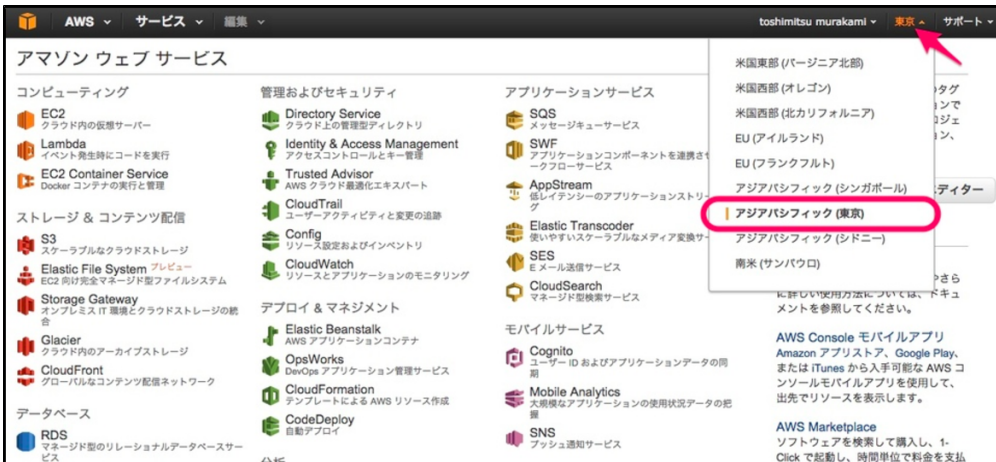 AWS サービス 編集 toshimitsu murakami 東京 サポート
アマゾン ウェブ サービス
コンピューティング
EC2
クラウド内の仮想サーバー
Lambda
イベント発生時にコードを実行
EC2 Container Service
Docker コンテナの実行と管理
ストレージ & コンテンツ配信
S3
スケーラブルなクラウドストレージ
Elastic File System プレビュー
EC2 向け完全マネージド型ファイルシステム
Storage Gateway
オンプレミス IT 環境とクラウドストレージの統
合
Glacier
クラウド内のアーカイブストレージ
CloudFront
グローバルなコンテンツ配信ネットワーク
データベース
RDS
マネージド型のリレーショナルデータベースサー
ビス
管理およびセキュリティ
Directory Service
クラウド上の管理型ディレクトリ
Identity & Access Management
アクセスコントロールとキー管理
Trusted Advisor
AWS クラウド最適化エキスパート
CloudTrail
ユーザーアクティビティと変更の追跡
Config
リソース設定およびインベントリ
CloudWatch
リソースとアプリケーションのモニタリング
デプロイ & マネジメント
Elastic Beanstalk
AWS アプリケーションコンテナ
OpsWorks
DevOps アプリケーション管理サービス
CloudFormation
テンプレートによる AWS リソース作成
CodeDeploy
自動デプロイ
アプリケーションサービス
SQS
メッセージキューサービス
SWF
アプリケーションコンポーネントを連携させ
ークフローサービス
AppStream
低レイテンシーのアプリケーションストリー
グ
Elastic Transcoder
使いやすいスケーラブルなメディア変換サー
SES
E メール送信サービス
CloudSearch
マネージド型検索サービス
モバイルサービス
Cognito
ユーザー ID およびアプリケーションデータの同
期
Mobile Analytics
大規模なアプリケーションの使用状況データの把
握
SNS
プッシュ通知サービス
米国東部 (バージニア北部)
米国西部 (オレゴン)
米国西部 (北カリフォルニア)
EU (アイルランド)
EU (フランクフルト)
アジアパシフィック (シンガポール)
アジアパシフィック (東京)
アジアパシフィック (シドニー)
南米 (サンパウロ)
タグ
ンで
ジェ
ン、
ディター
やさら
に詳しい使用方法については、ドキュ
メントを参照してください。
AWS Console モバイルアプリ
Amazon アプリストア、Google Play、
または iTunes から入手可能な AWS コ
ンソールモバイルアプリを使用して、
出先でリソースを表示します。
AWS Marketplace
ソフトウェアを検索して購入し、1-
Click で起動し、時間単位で料金を支払